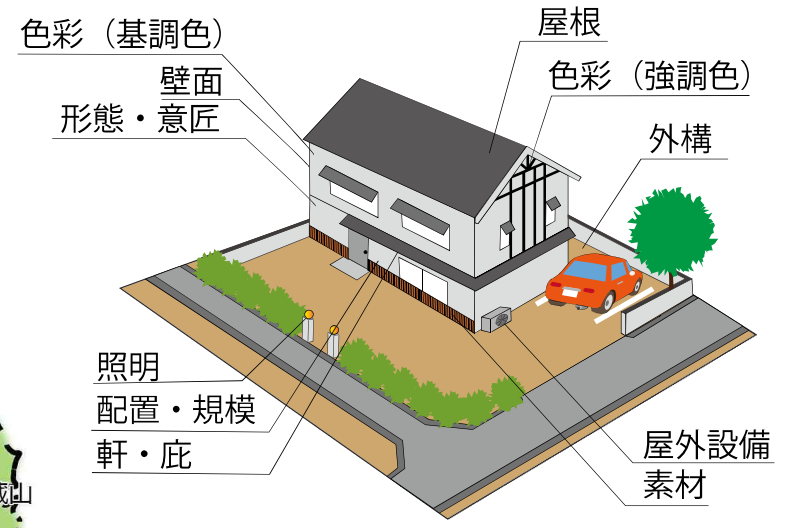 色彩（基調色）
壁面
形態・意匠
屋根
色彩（強調色）
外構
照明
配置・規模
軒・庇
屋外設備
素材
山